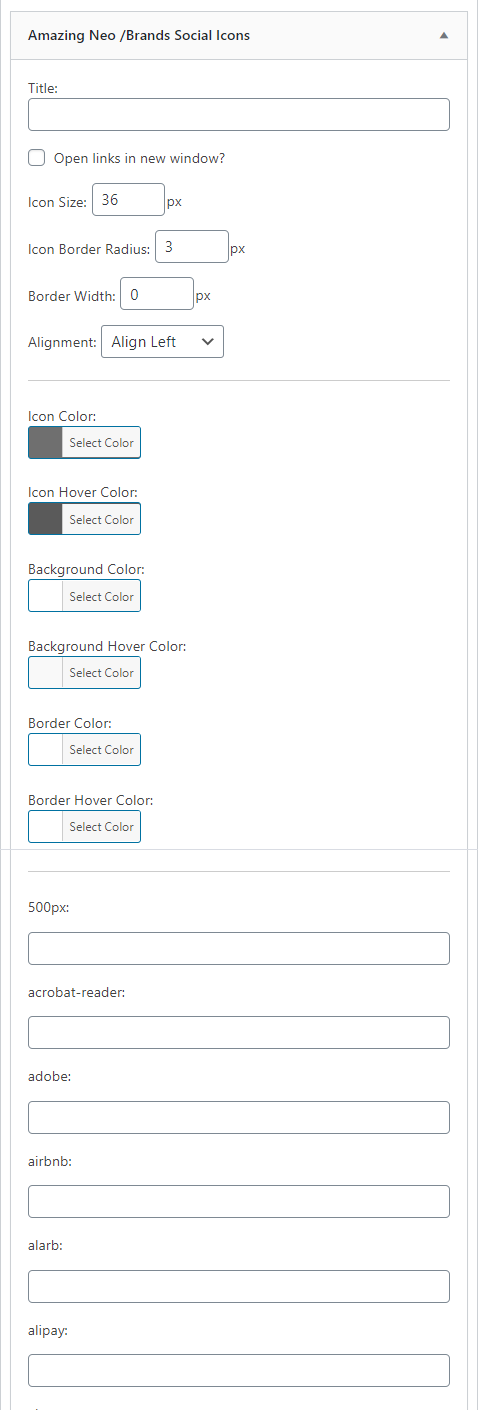 Amazing Neo /Brands Social Icons
Title:
Open links in new window?
Icon Size: 36 px
Icon Border Radius: 3 px
Border Width: 0 px
Alignment: Align Left
Icon Color:
Select Color
Icon Hover Color:
Select Color
Background Color:
Select Color
Background Hover Color:
Select Color
Border Color:
Select Color
Border Hover Color:
Select Color
500px:
acrobat-reader:
adobe:
airbnb:
alarb:
alipay: